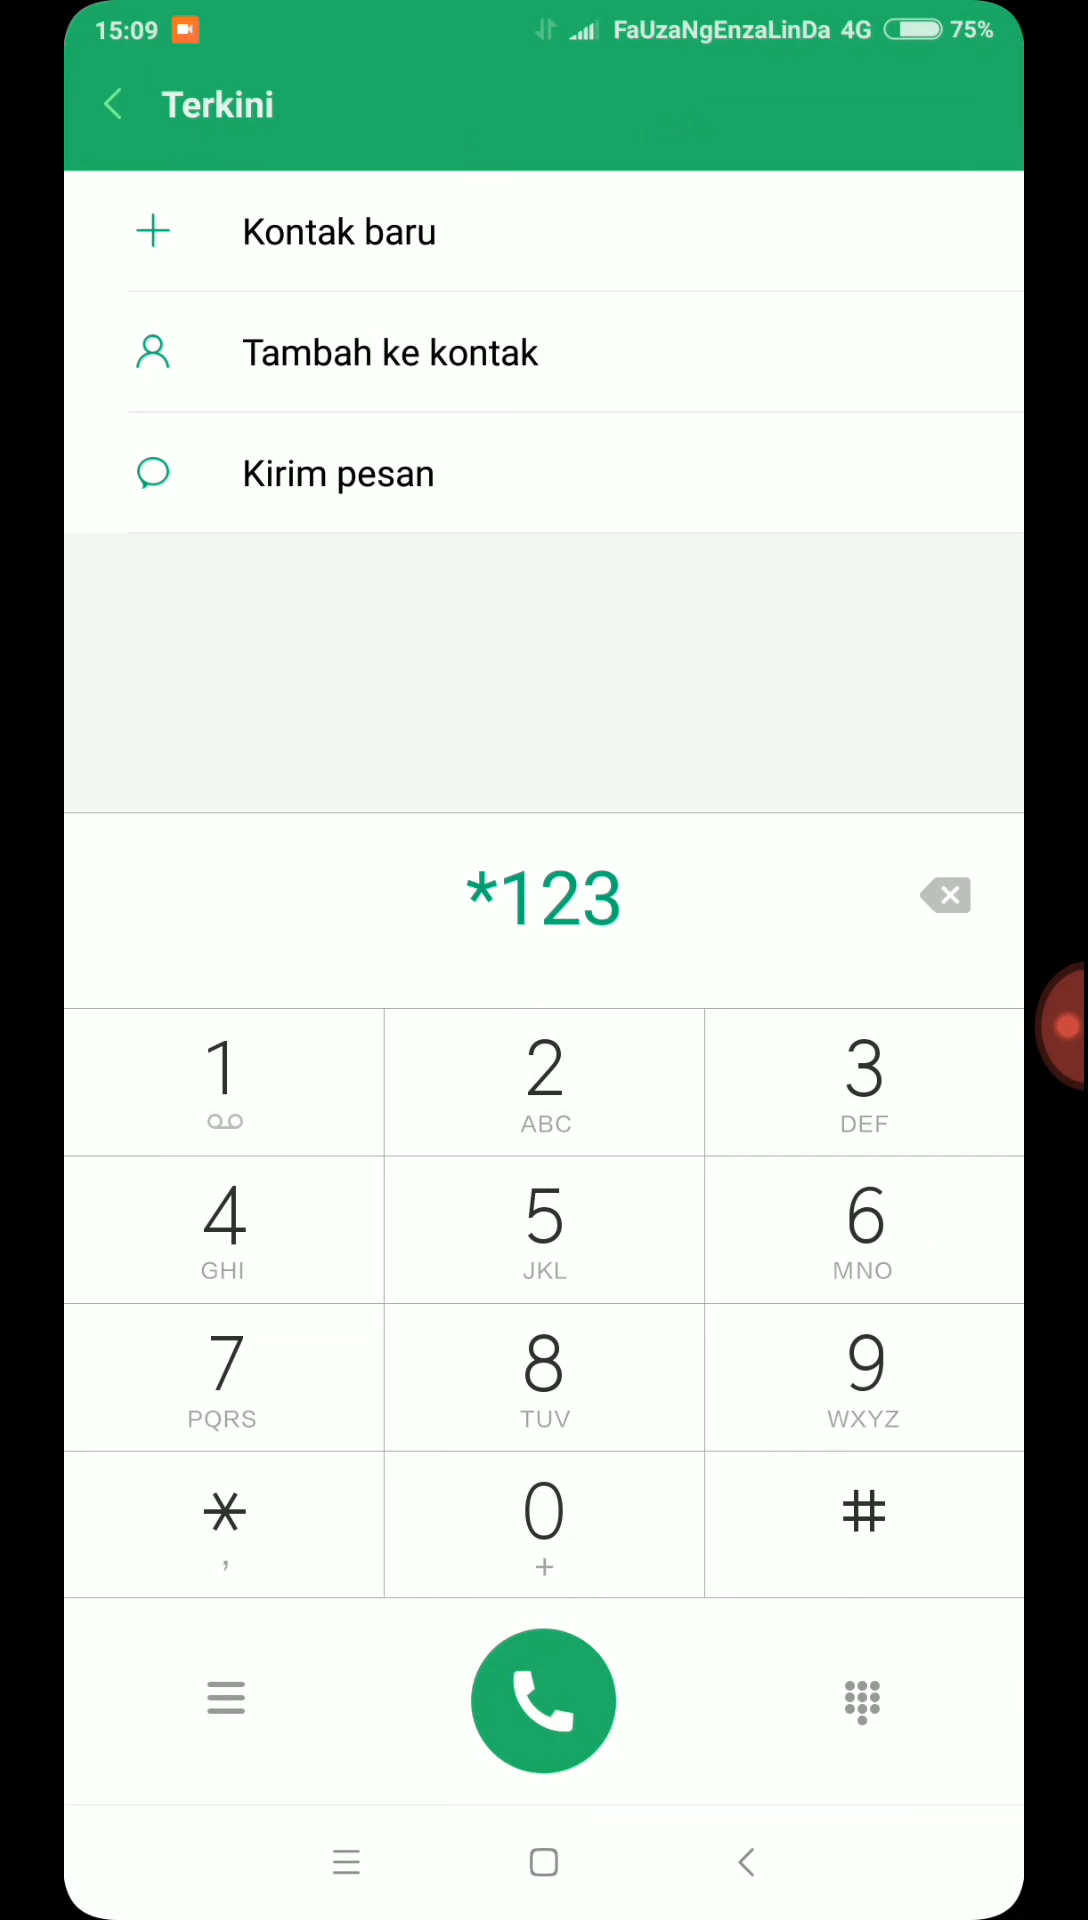 15:09 FaUzaNgEnzaLinDa 4G 75%
Terkini
Kontak baru
Tambah ke kontak
Kirim pesan
*123
1 2 3
ABC DEF
4 5 6
GHI JKL MNO
7 8 9
PQRS TUV WXYZ
* 0 #
, +